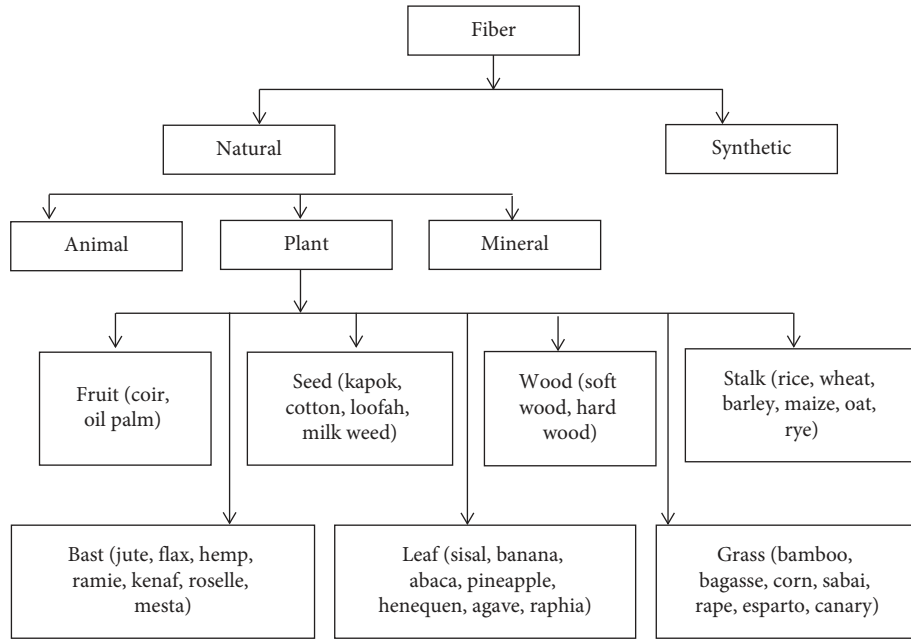 Fiber
Natural
Synthetic
Animal
Plant
Mineral
Fruit (coir,
oil palm)
Seed (kapok,
cotton, loofah,
milk weed)
Wood (soft
wood, hard
wood)
Stalk (rice, wheat,
barley, maize, oat,
rye)
Bast (jute, flax, hemp,
ramie, kenaf, roselle,
mesta)
Leaf (sisal, banana,
abaca, pineapple,
henequen, agave, raphia)
Grass (bamboo,
bagasse, corn, sabai,
rape, esparto, canary)